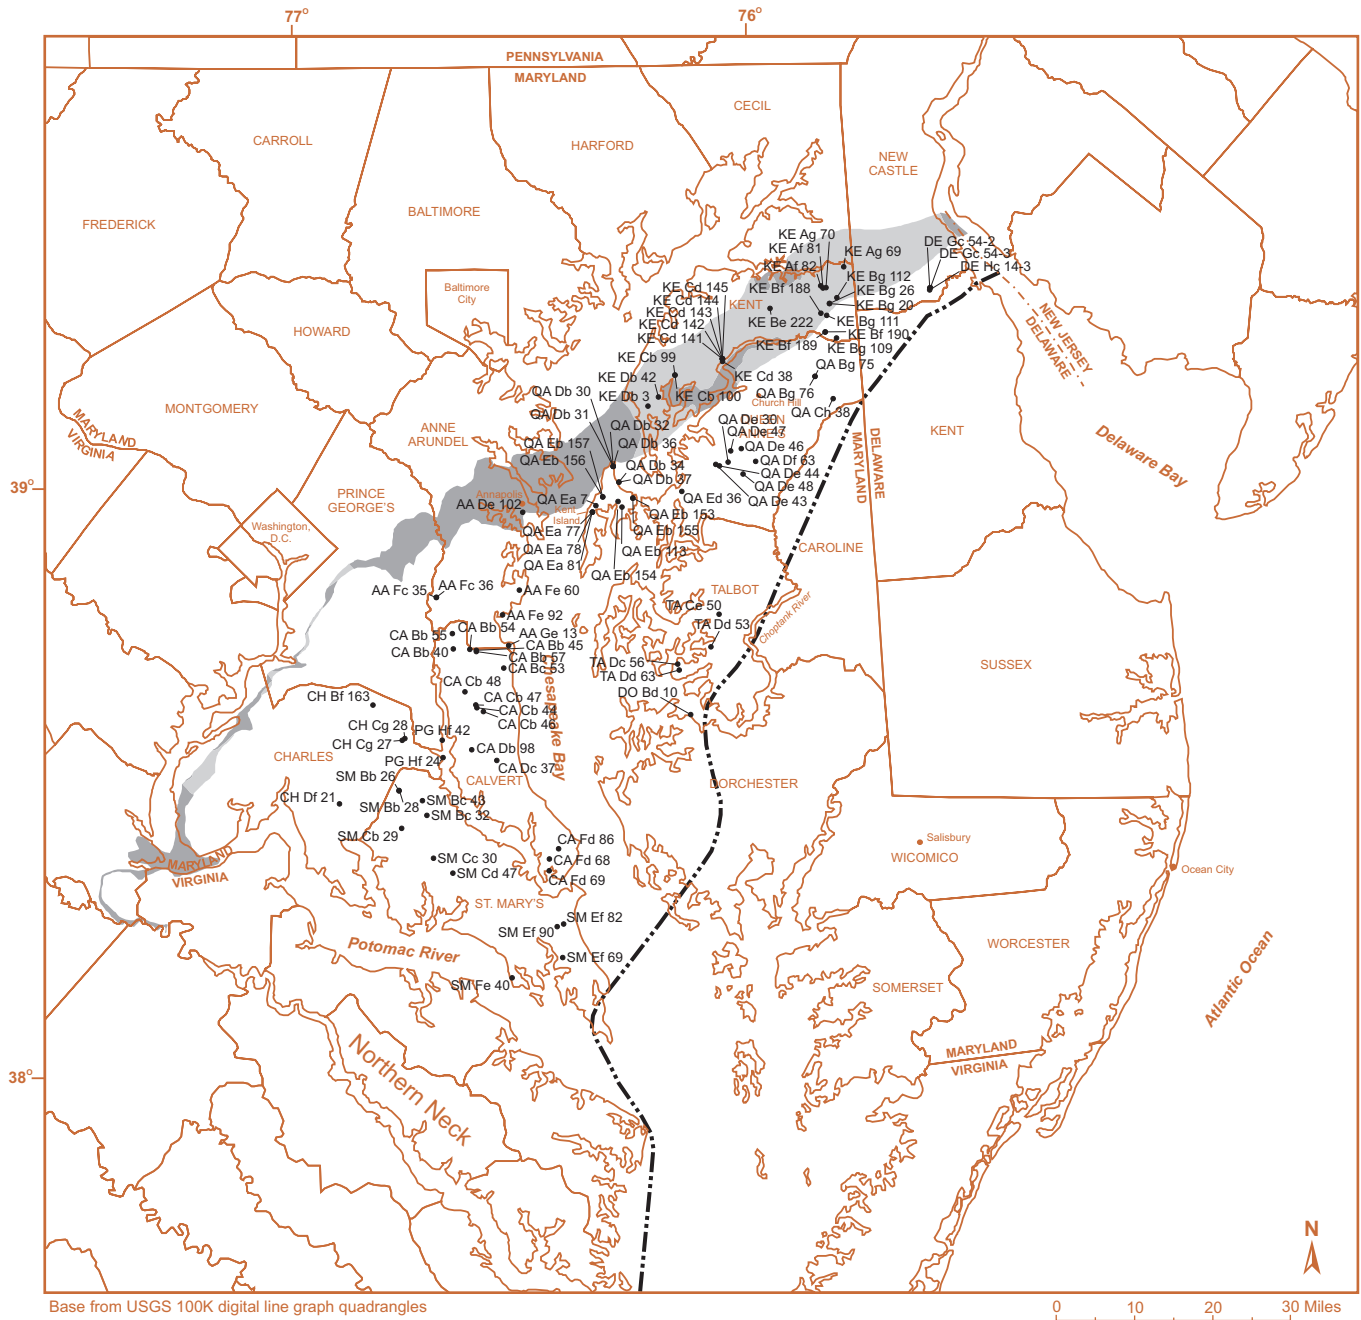 77°
76°
PENNSYLVANIA
MARYLAND
CECIL
CARROLL
HARFORD
NEW
CASTLE
BALTIMORE
FREDERICK
KE Ag 70
KE Af 81
KE Ag 69
KE Af 82
DE Gc 54-2
DE Gc 54-3
DE Hc 14-3
KE Bg 112
KE Bf 188
KE Bg 26
KE Bg 20
Baltimore
City
KE Cd 145
KE Cd 144
KE Cd 143
KE Cd 142
KE Cd 141
KENT
KE Be 222
KE Bg 111
KE Bf 190
KE Bf 189
KE Bg 109
HOWARD
NEW JERSEY
DELAWARE
KE Cb 99
QA Bg 75
KE Db 42
KE Cd 38
QA Db 30
KE Db 3
KE Cb 100
QA Bg 76
Church Hill
QA Ch 38
MONTGOMERY
MARYLAND
VIRGINIA
ANNE
ARUNDEL
QA Db 31
QA Db 32
QA De 30
QUEEN
ANNE'S
QA De 47
KENT
DELAWARE
MARYLAND
Delaware Bay
QA Eb 157
QA Db 36
QA De 46
QA Eb 156
QA Db 34
QA Df 63
QA Db 37
QA De 44
QA De 48
QA De 43
39°
PRINCE
GEORGE'S
Annapolis
AA De 102
QA Ea 7
Kent
Island
QA Ed 36
QA Eb 153
Washington,
D.C.
QA Ea 77
QA Eb 155
QA Ea 78
QA Eb 113
QA Ea 81
QA Eb 154
CAROLINE
AA Fc 35
AA Fc 36
AA Fe 60
TALBOT
Choptank River
AA Fe 92
TA Ce 50
CA Bb 54
TA Dd 53
CA Bb 55
AA Ge 13
CA Bb 45
CA Bb 40
CA Bb 57
CA Bc 53
TA Dc 56
TA Dd 63
SUSSEX
CA Cb 48
DO Bd 10
CH Bf 163
CA Cb 47
CA Cb 44
CA Cb 46
Chesapeake Bay
CH Cg 28
PG Hf 42
CH Cg 27
CA Db 98
CHARLES
PG Hf 24
CA Dc 37
SM Bb 26
CALVERT
DORCHESTER
CH Df 21
SM Bb 28
SM Bc 43
SM Bc 32
SM Cb 29
CA Fd 86
Salisbury
WICOMICO
MARYLAND
VIRGINIA
SM Cc 30
CA Fd 68
SM Cd 47
CA Fd 69
Ocean City
ST. MARY'S
SM Ef 82
SM Ef 90
Potomac River
WORCESTER
SM Ef 69
SM Fe 40
SOMERSET
Atlantic Ocean
Northern Neck
MARYLAND
VIRGINIA
38°
N
Base from USGS 100K digital line graph quadrangles
0 10 20 30 Miles